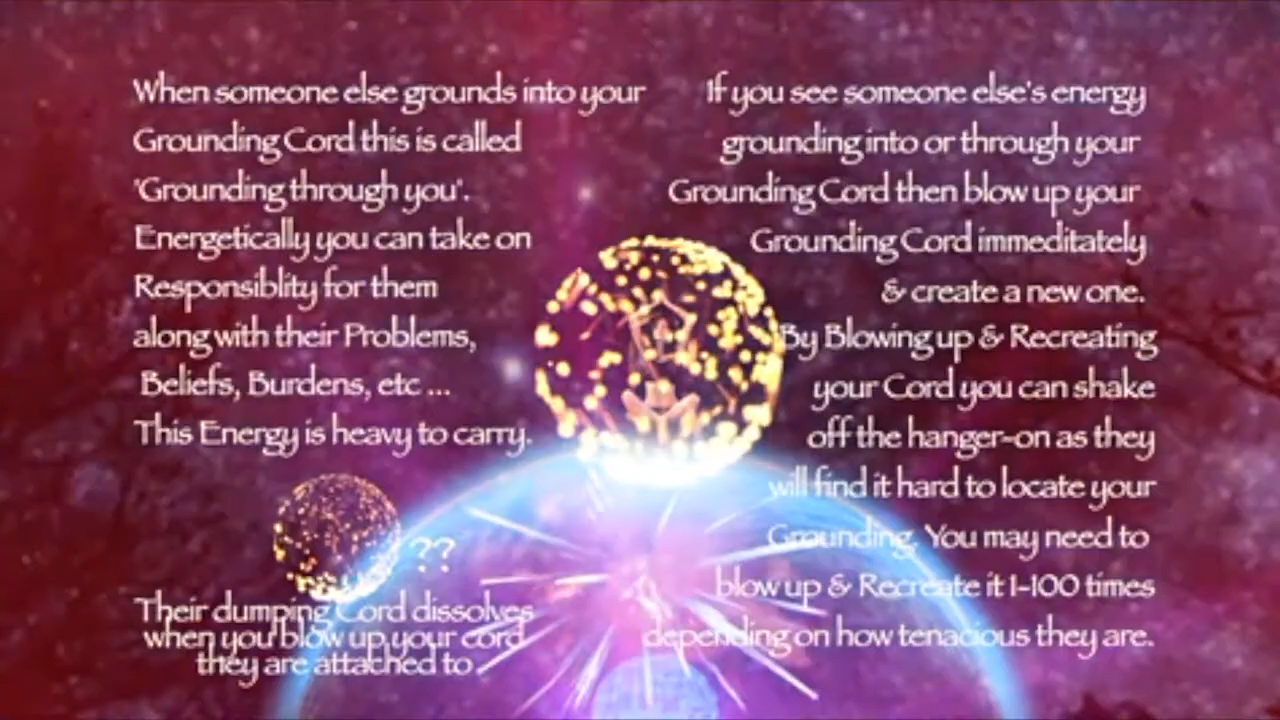 When someone else grounds into your
Grounding Cord this is called
'Grounding through you'.
Energetically you can take on
Responsiblity for them
along with their Problems,
Beliefs, Burdens, etc ...
This Energy is heavy to carry.
??
Their dumping Cord dissolves
when you blow up your cord
they are attached to
If you see someone else's energy
grounding into or through your
Grounding Cord then blow up your
Grounding Cord immeditately
& create a new one.
By Blowing up & Recreating
your Cord you can shake
off the hanger-on as they
will find it hard to locate your
Grounding. You may need to
blow up & Recreate it 1-100 times
depending on how tenacious they are.